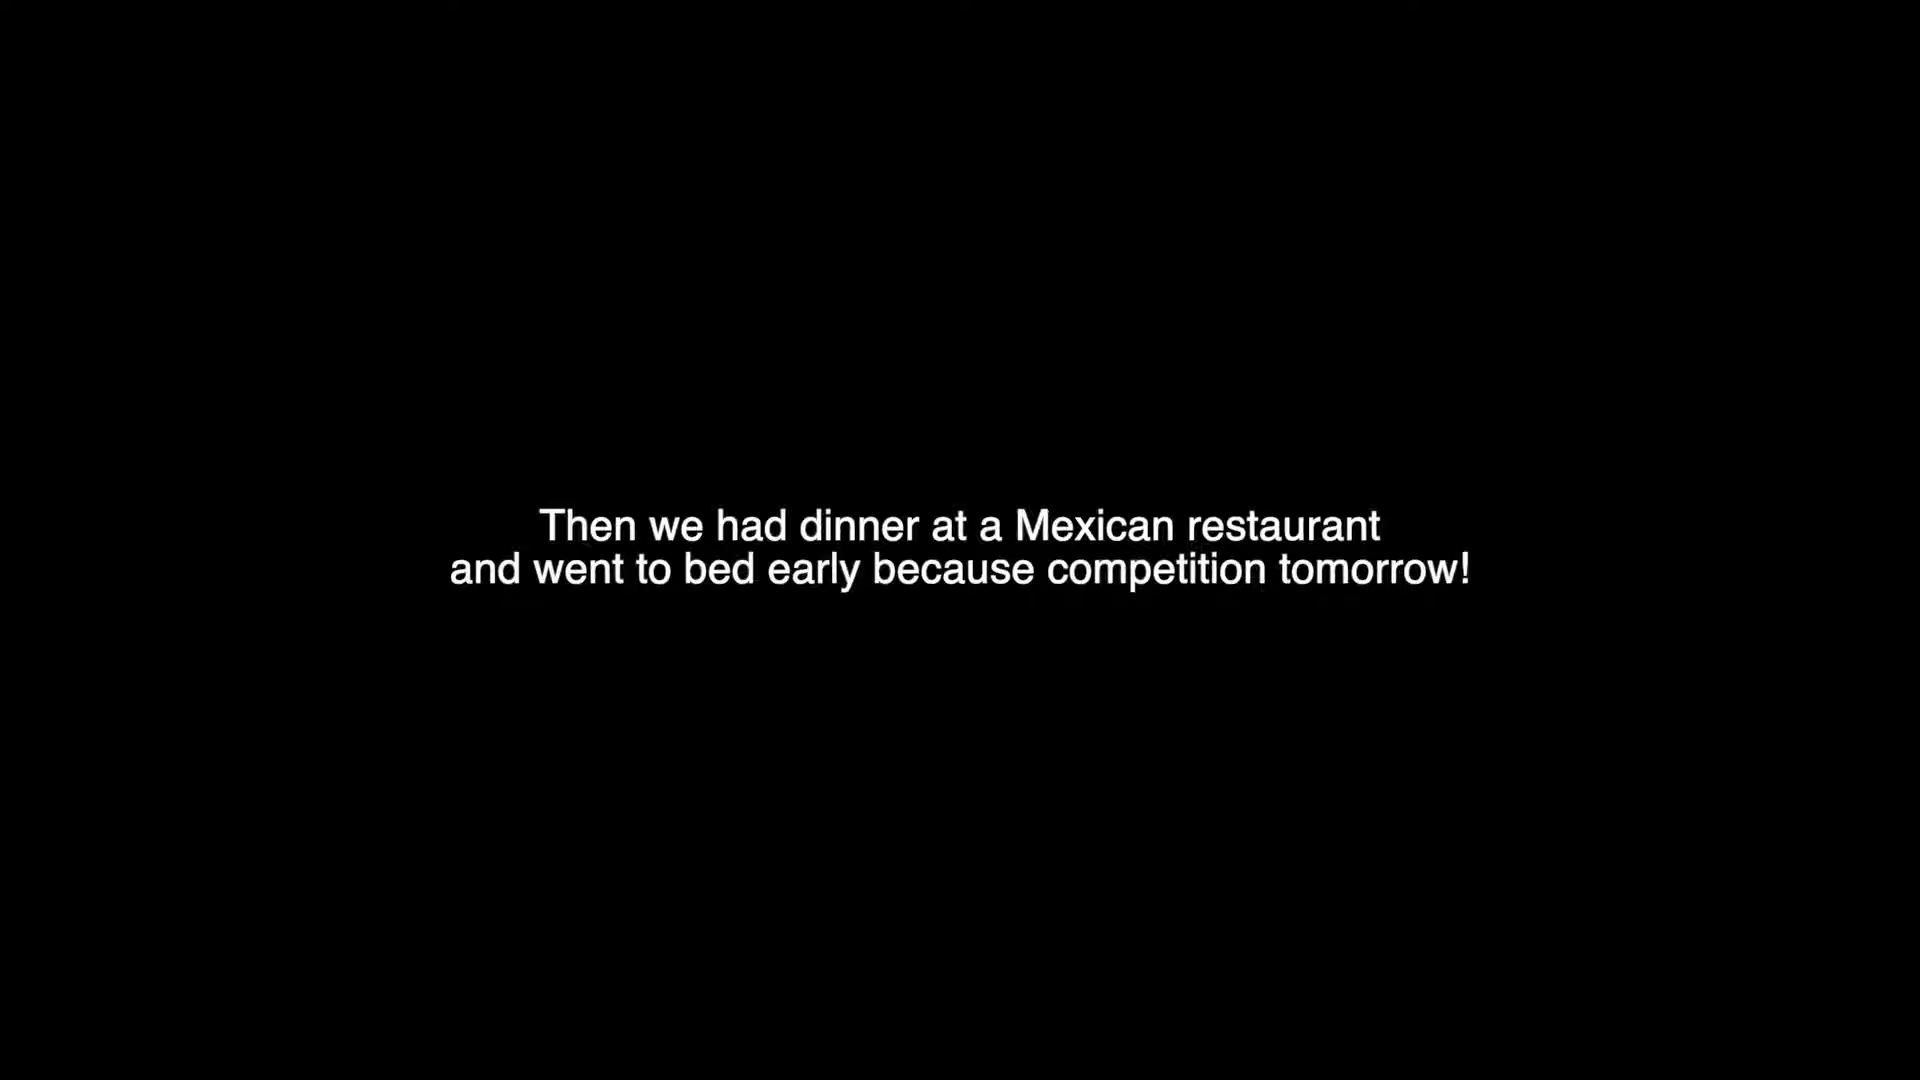 Then we had dinner at a Mexican restaurant
and went to bed early because competition tomorrow!